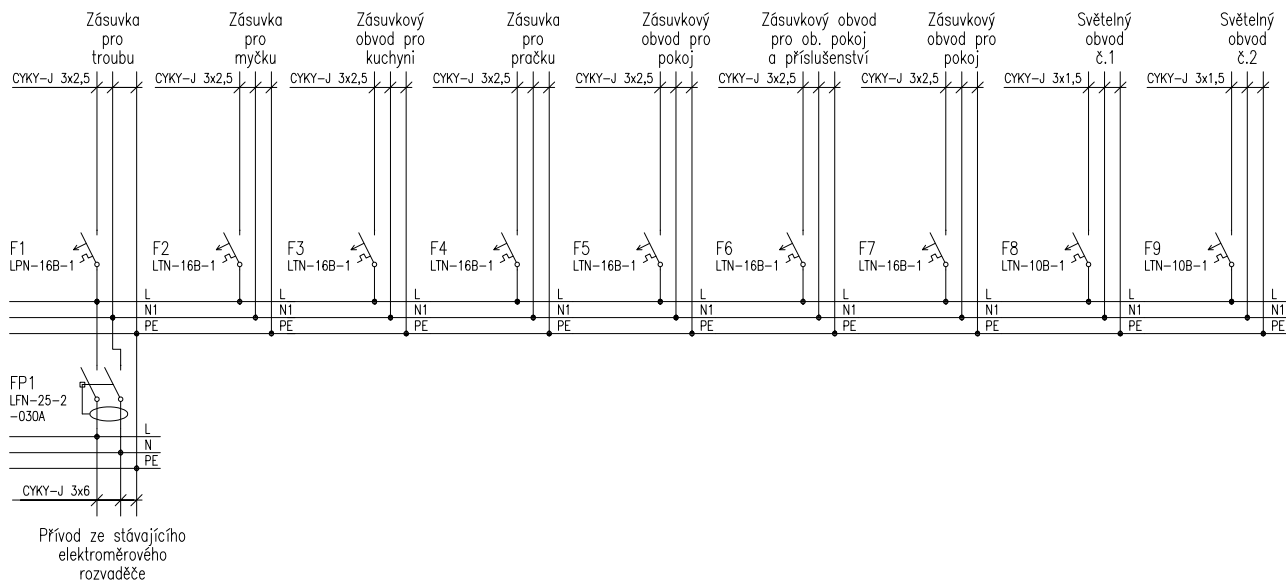 Zásuvka
pro
troubu
Zásuvka
pro
myčku
Zásuvkový
obvod pro
kuchyni
Zásuvka
pro
pračku
Zásuvkový
obvod pro
pokoj
Zásuvkový obvod
pro ob. pokoj
a příslušenství
Zásuvkový
obvod pro
pokoj
Světelný
obvod
č.1
Světelný
obvod
č.2
CYKY-J 3x2,5
CYKY-J 3x2,5
CYKY-J 3x2,5
CYKY-J 3x2,5
CYKY-J 3x2,5
CYKY-J 3x2,5
CYKY-J 3x2,5
CYKY-J 3x1,5
CYKY-J 3x1,5
F1
LPN-16B-1
F2
LTN-16B-1
F3
LTN-16B-1
F4
LTN-16B-1
F5
LTN-16B-1
F6
LTN-16B-1
F7
LTN-16B-1
F8
LTN-10B-1
F9
LTN-10B-1
L
N1
PE
L
N1
PE
L
N1
PE
L
N1
PE
L
N1
PE
L
N1
PE
L
N1
PE
L
N1
PE
L
N1
PE
FP1
LFN-25-2
-030A
L
N
PE
CYKY-J 3x6
Přívod ze stávajícího
elektroměrového
rozvaděče